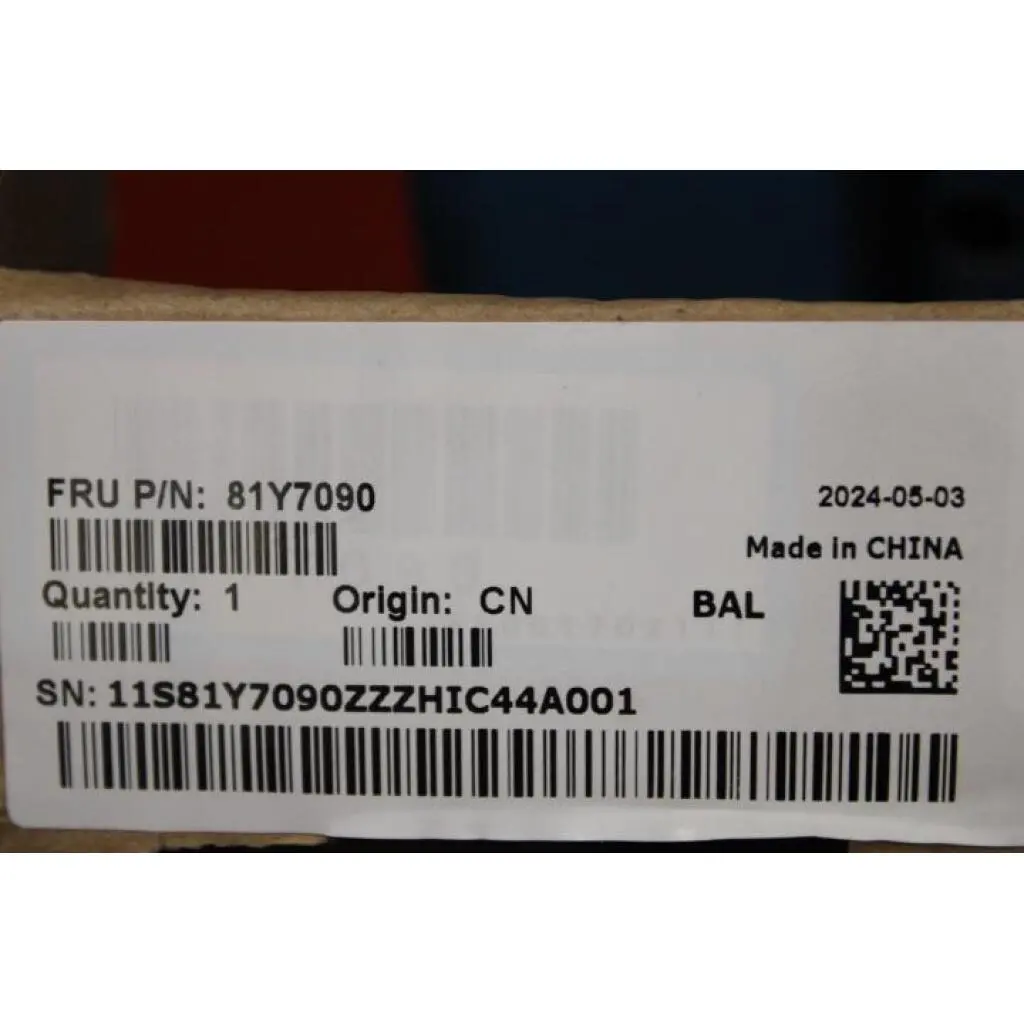 FRU P/N: 81Y7090
2024-05-03
Made in CHINA
Quantity: 1 Origin: CN BAL
SN: 11S81Y7090ZZZHIC44A001